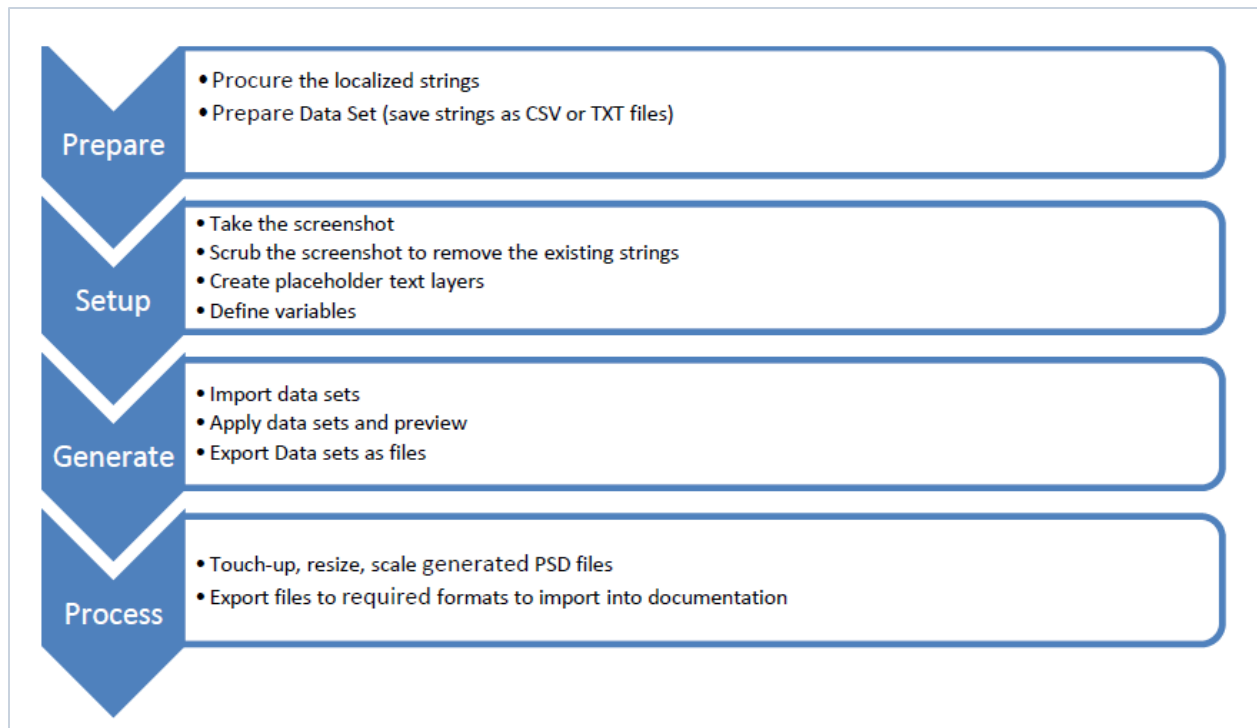 Prepare
• Procure the localized strings
• Prepare Data Set (save strings as CSV or TXT files)
Setup
• Take the screenshot
• Scrub the screenshot to remove the existing strings
• Create placeholder text layers
• Define variables
Generate
• Import data sets
• Apply data sets and preview
• Export Data sets as files
Process
• Touch-up, resize, scale generated PSD files
• Export files to required formats to import into documentation